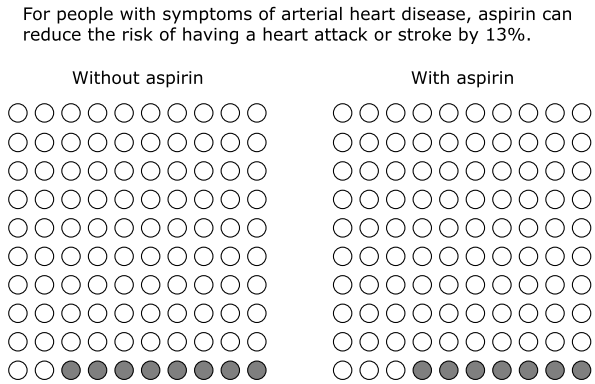 For people with symptoms of arterial heart disease, aspirin can
reduce the risk of having a heart attack or stroke by 13%.
Without aspirin
With aspirin